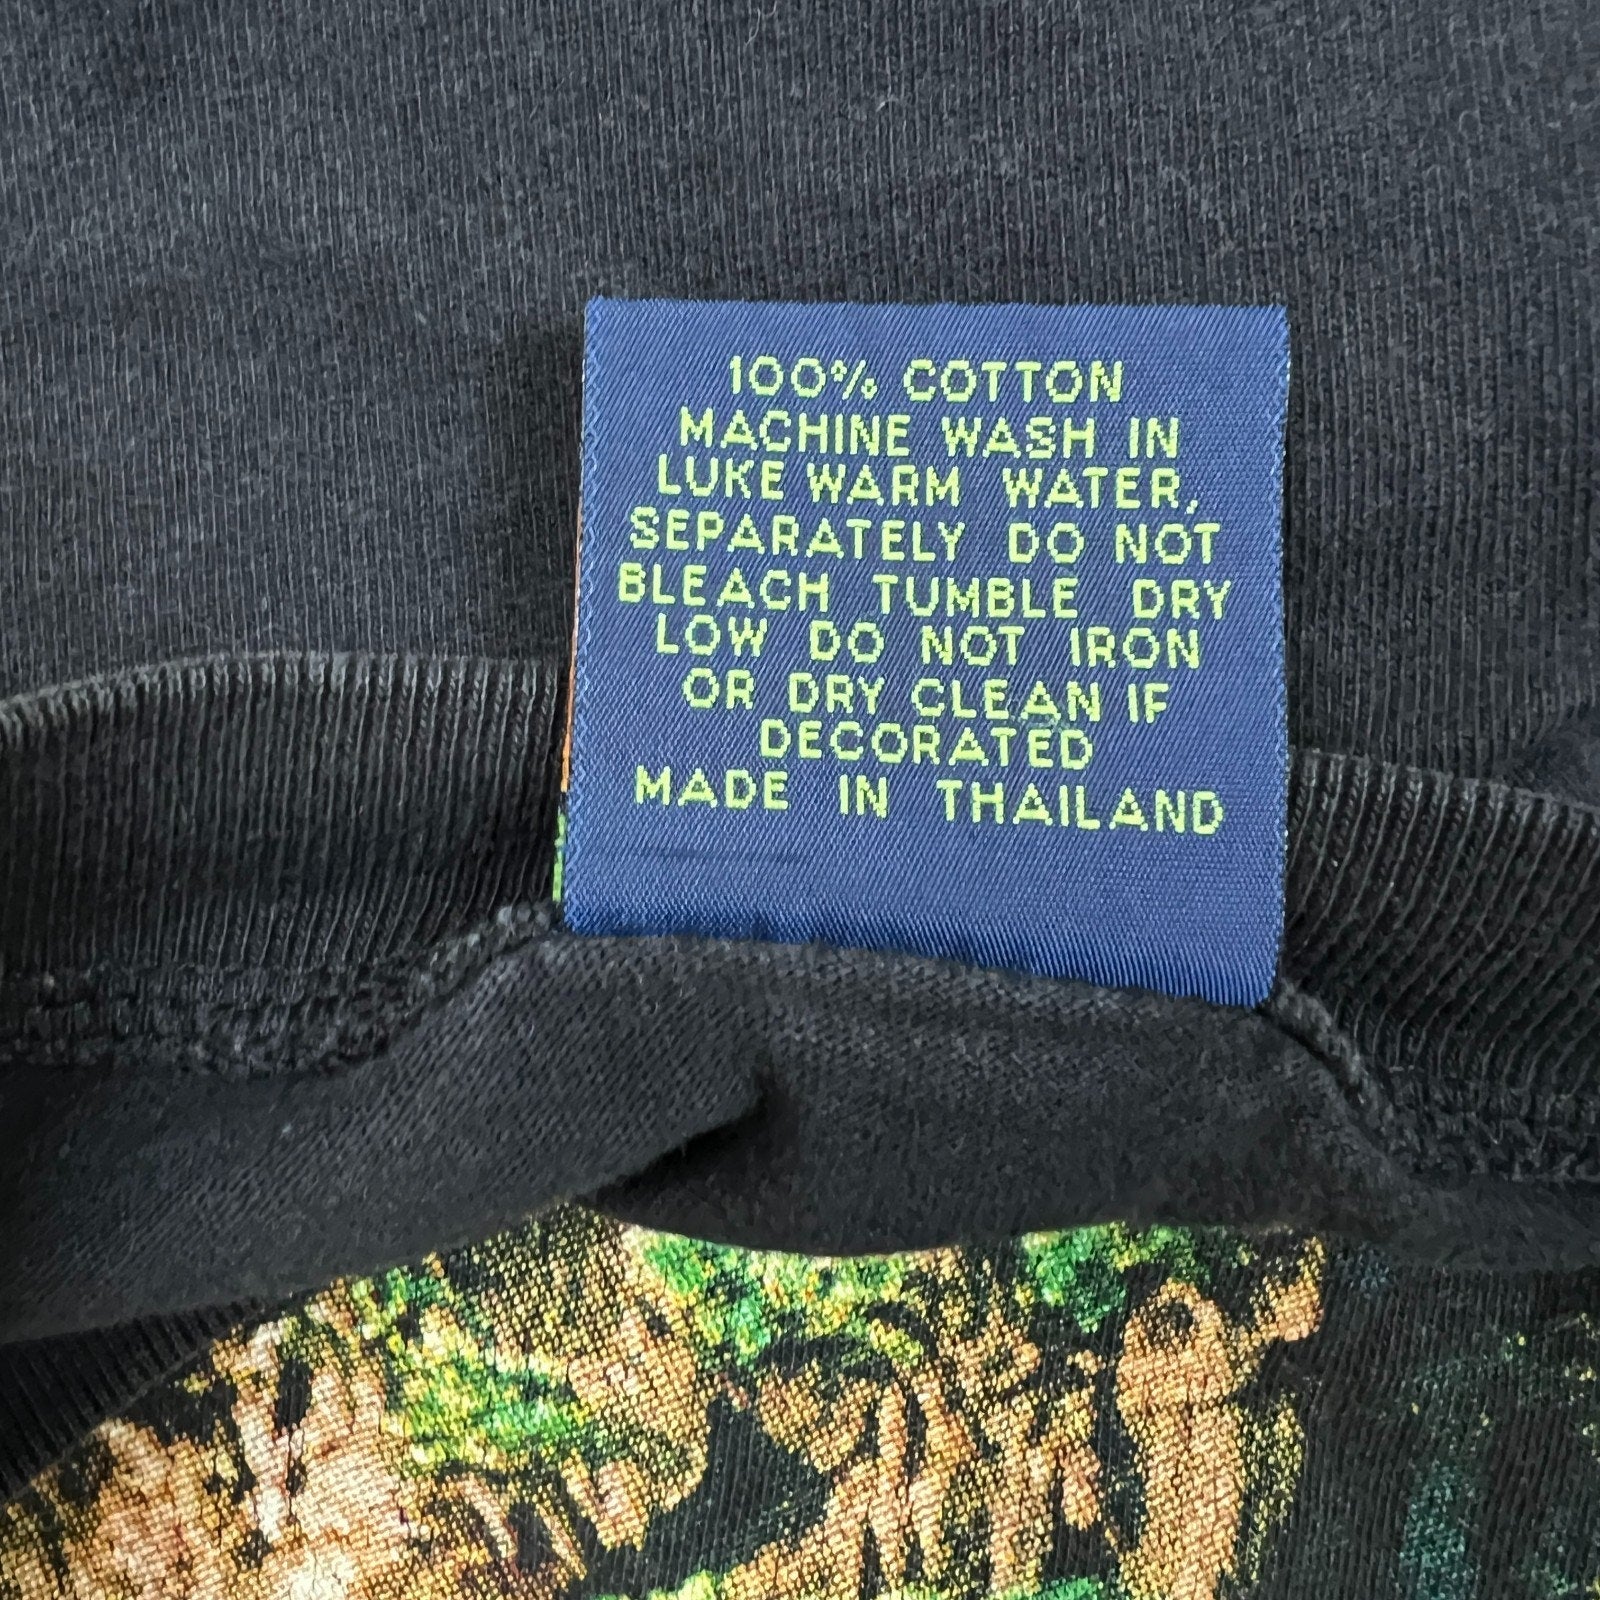 100% COTTON
MACHINE WASH IN
LUKE WARM WATER,
SEPARATELY DO NOT
BLEACH TUMBLE DRY
LOW DO NOT IRON
OR DRY CLEAN IF
DECORATED
MADE IN THAILAND